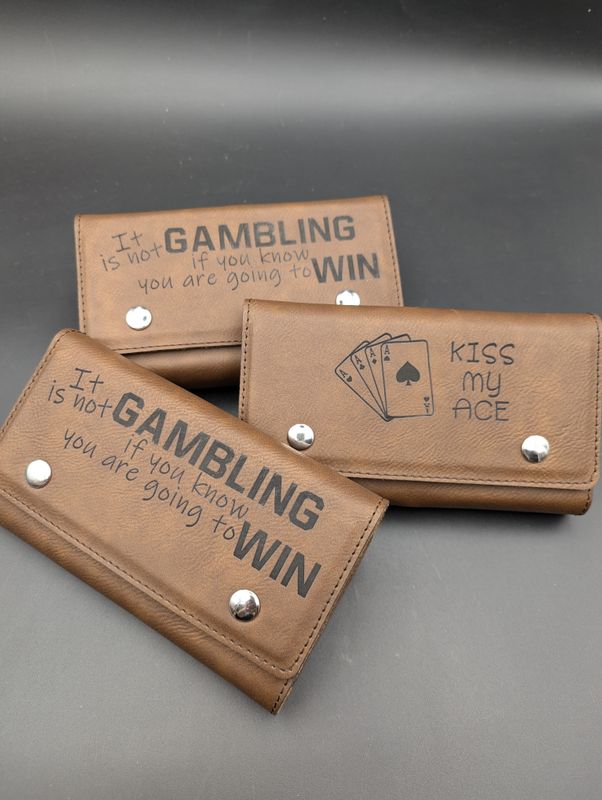 It
is not GAMBLING
if you know
you are going to WIN
KISS
my
ACE
It
is not GAMBLING
if you know
you are going to WIN